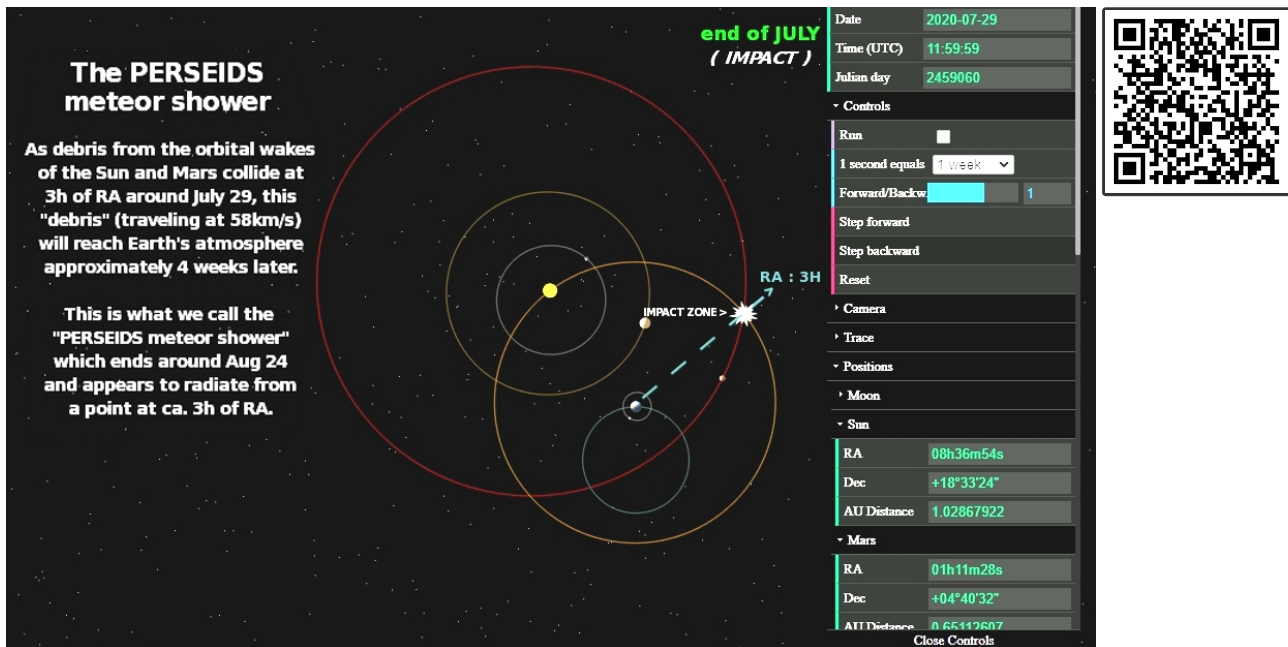 The PERSEIDS
meteor shower
As debris from the orbital wakes
of the Sun and Mars collide at
3h of RA around July 29, this
"debris" (traveling at 58km/s)
will reach Earth's atmosphere
approximately 4 weeks later.
This is what we call the
"PERSEIDS meteor shower"
which ends around Aug 24
and appears to radiate from
a point at ca. 3h of RA.
end of JULY
( IMPACT )
RA : 3H
IMPACT ZONE >
Date 2020-07-29
Time (UTC) 11:59:59
Julian day 2459060
Controls
Run
1 second equals 1 week
Forward/Backw. 1
Step forward
Step backward
Reset
Camera
Trace
Positions
Moon
Sun
RA 08h36m54s
Dec +18°33'24"
AU Distance 1.02867922
Mars
RA 01h11m28s
Dec +04°40'32"
AU Distance 0.65112607
Close Controls